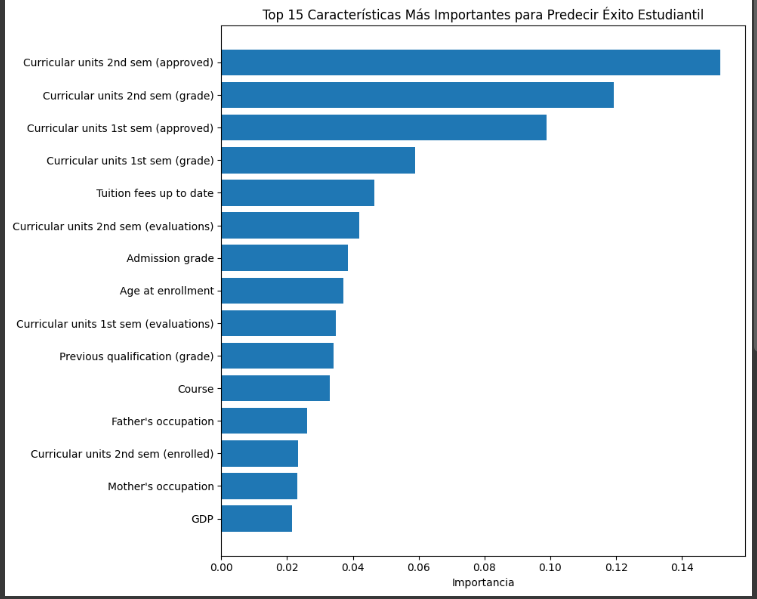 Top 15 Características Más Importantes para Predecir Éxito Estudiantil
Curricular units 2nd sem (approved)
Curricular units 2nd sem (grade)
Curricular units 1st sem (approved)
Curricular units 1st sem (grade)
Tuition fees up to date
Curricular units 2nd sem (evaluations)
Admission grade
Age at enrollment
Curricular units 1st sem (evaluations)
Previous qualification (grade)
Course
Father's occupation
Curricular units 2nd sem (enrolled)
Mother's occupation
GDP
0.00 0.02 0.04 0.06 0.08 0.10 0.12 0.14
Importancia